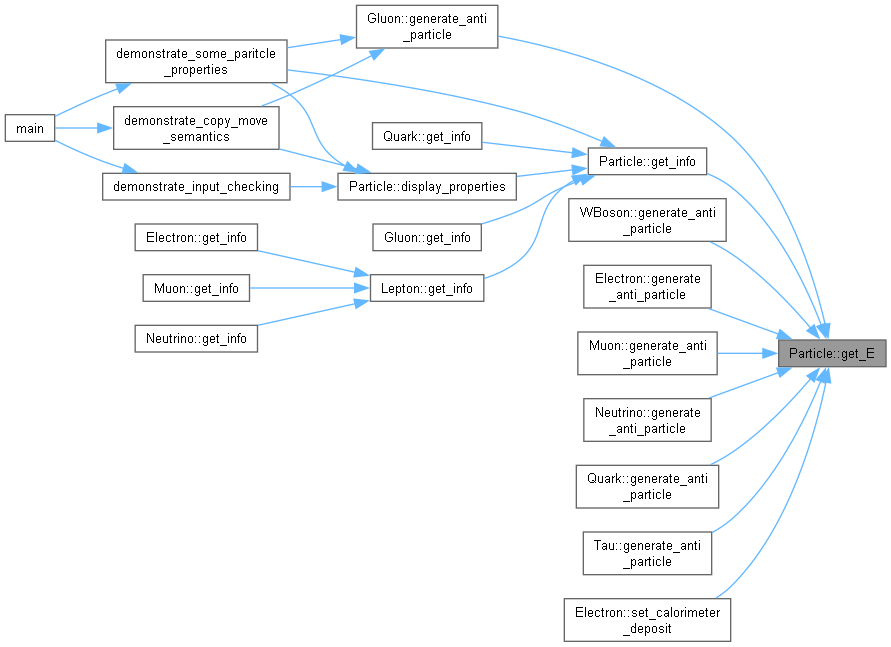 Gluon::generate_anti
_particle
demonstrate_some_paritcle
_properties
main
demonstrate_copy_move
_semantics
demonstrate_input_checking
Quark::get_info
Particle::get_info
Particle::display_properties
Gluon::get_info
Electron::get_info
Muon::get_info
Lepton::get_info
Neutrino::get_info
WBoson::generate_anti
_particle
Electron::generate
_anti_particle
Muon::generate_anti
_particle
Particle::get_E
Neutrino::generate
_anti_particle
Quark::generate_anti
_particle
Tau::generate_anti
_particle
Electron::set_calorimeter
_deposit